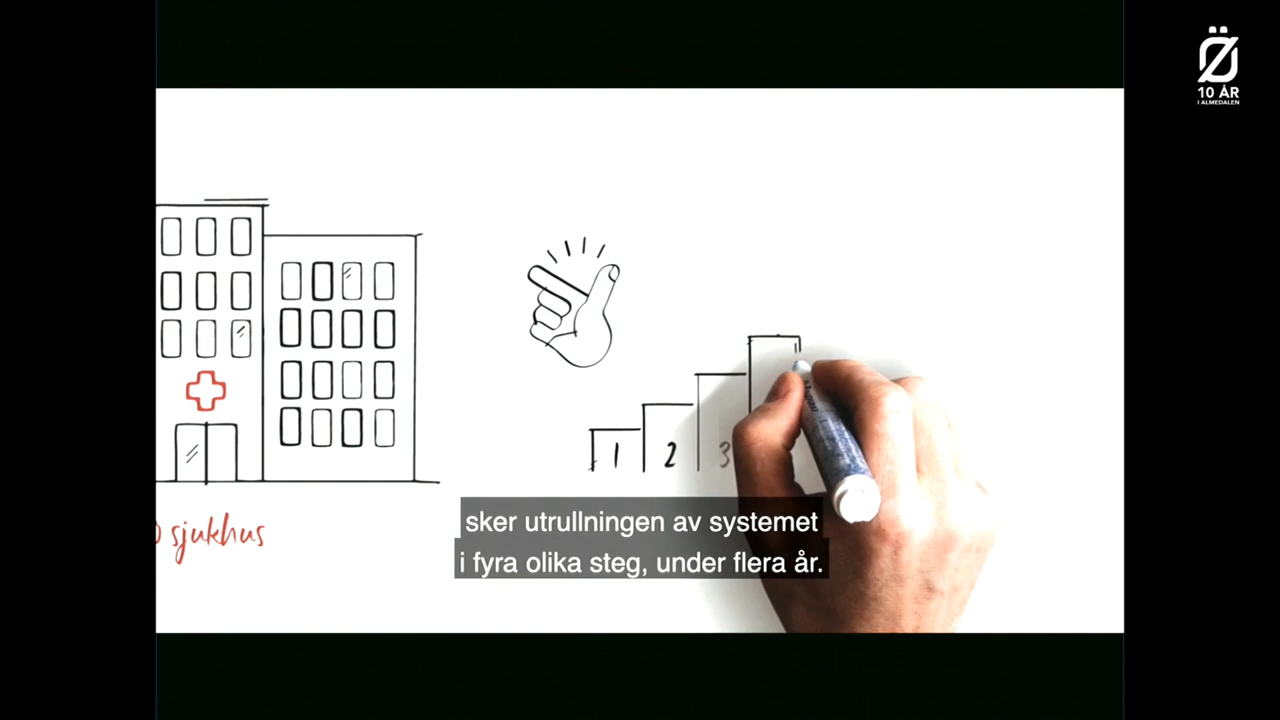 Ö
10 ÅR
I ALMEDALEN
1
2
3
sjukhus
sker utrullningen av systemet
i fyra olika steg, under flera år.